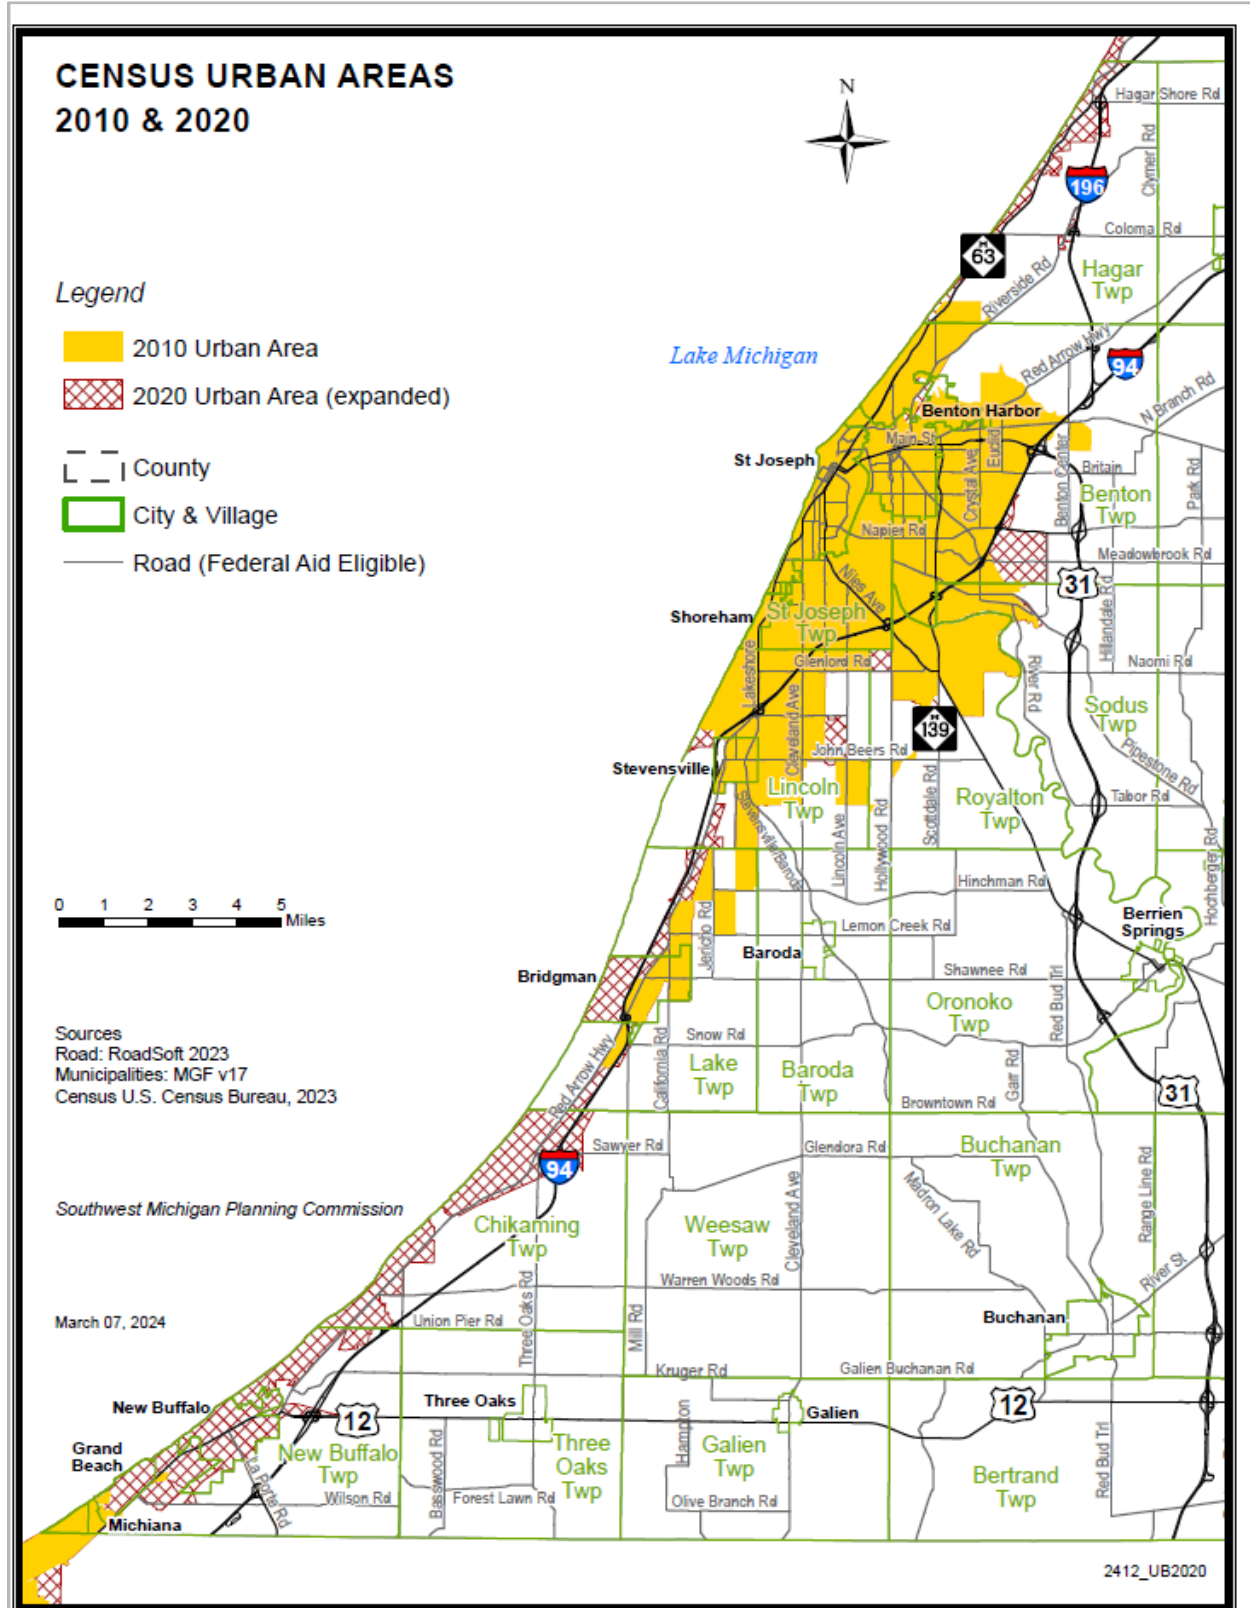 CENSUS URBAN AREAS
2010 & 2020
N
Legend
2010 Urban Area
2020 Urban Area (expanded)
County
City & Village
Road (Federal Aid Eligible)
Lake Michigan
Hagar Shore Rd
Clymer Rd
196
Coloma Rd
M
63
Riverside Rd
Hagar
Twp
Red Arrow Hwy
94
N Branch Rd
Benton Harbor
Main St
Euclid
St Joseph
Crystal Ave
Benton Center
Britain
Benton
Twp
Park Rd
Napier Rd
Meadowbrook Rd
Niles Ave
31
Shoreham
St Joseph
Twp
Hillandale Rd
Glenlord Rd
River Rd
Naomi Rd
Lakeshore
Cleveland Ave
Sodus
Twp
M
139
John Beers Rd
Pipestone Rd
Stevensville
Lincoln
Twp
Scottdale Rd
Royalton
Twp
Tabor Rd
Stevensville/Baroda
Lincoln Ave
Hollywood Rd
Hochberger Rd
Hinchman Rd
0 1 2 3 4 5
Miles
Lemon Creek Rd
Berrien
Springs
Jericho Rd
Baroda
Bridgman
Shawnee Rd
Red Bud Trl
Oronoko
Twp
Sources
Road: RoadSoft 2023
Municipalities: MGF v17
Census U.S. Census Bureau, 2023
Red Arrow Hwy
California Rd
Snow Rd
Lake
Twp
Baroda
Twp
Garr Rd
31
Browntown Rd
Sawyer Rd
Glendora Rd
Buchanan
Twp
94
Madron Lake Rd
Range Line Rd
Southwest Michigan Planning Commission
Chikaming
Twp
Weesaw
Twp
Cleveland Ave
River St
Warren Woods Rd
March 07, 2024
Union Pier Rd
Three Oaks Rd
Mill Rd
Buchanan
Kruger Rd
Galien Buchanan Rd
New Buffalo
Three Oaks
12
Galien
12
Grand
Beach
New Buffalo
Twp
Basswood Rd
Three
Oaks
Twp
Hampton
Galien
Twp
Red Bud Trl
Bertrand
Twp
La Porte Rd
Wilson Rd
Forest Lawn Rd
Olive Branch Rd
Michiana
2412_UB2020